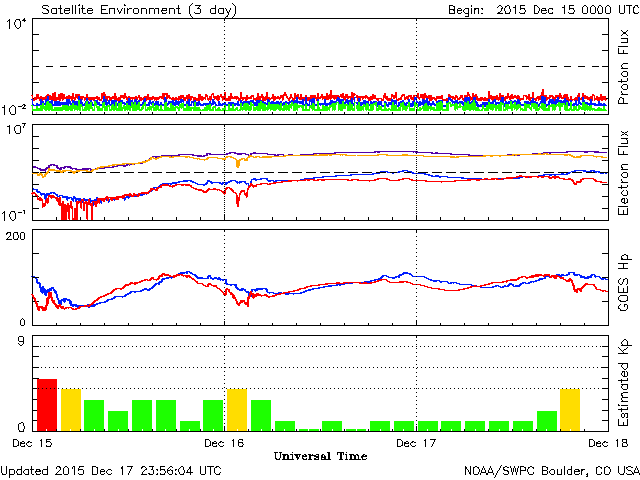 Satellite Environment (3 day)
Begin: 2015 Dec 15 0000 UTC
10^4
10^-2
Proton Flux
10^7
10^-1
Electron Flux
200
0
GOES Hp
9
0
Estimated Kp
Dec 15 Dec 16 Dec 17 Dec 18
Universal Time
Updated 2015 Dec 17 23:56:04 UTC
NOAA/SWPC Boulder, CO USA